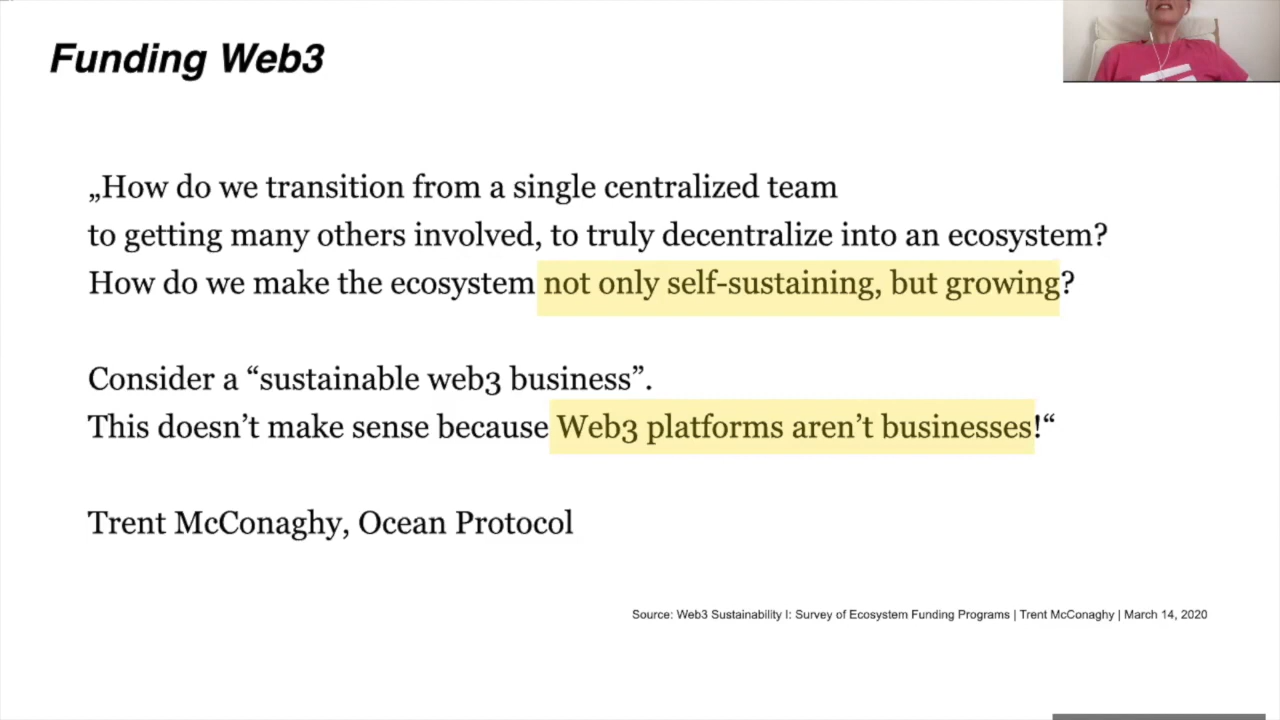 Funding Web3
„How do we transition from a single centralized team
to getting many others involved, to truly decentralize into an ecosystem?
How do we make the ecosystem not only self-sustaining, but growing?
Consider a “sustainable web3 business”.
This doesn’t make sense because Web3 platforms aren’t businesses!“
Trent McConaghy, Ocean Protocol
Source: Web3 Sustainability I: Survey of Ecosystem Funding Programs | Trent McConaghy | March 14, 2020